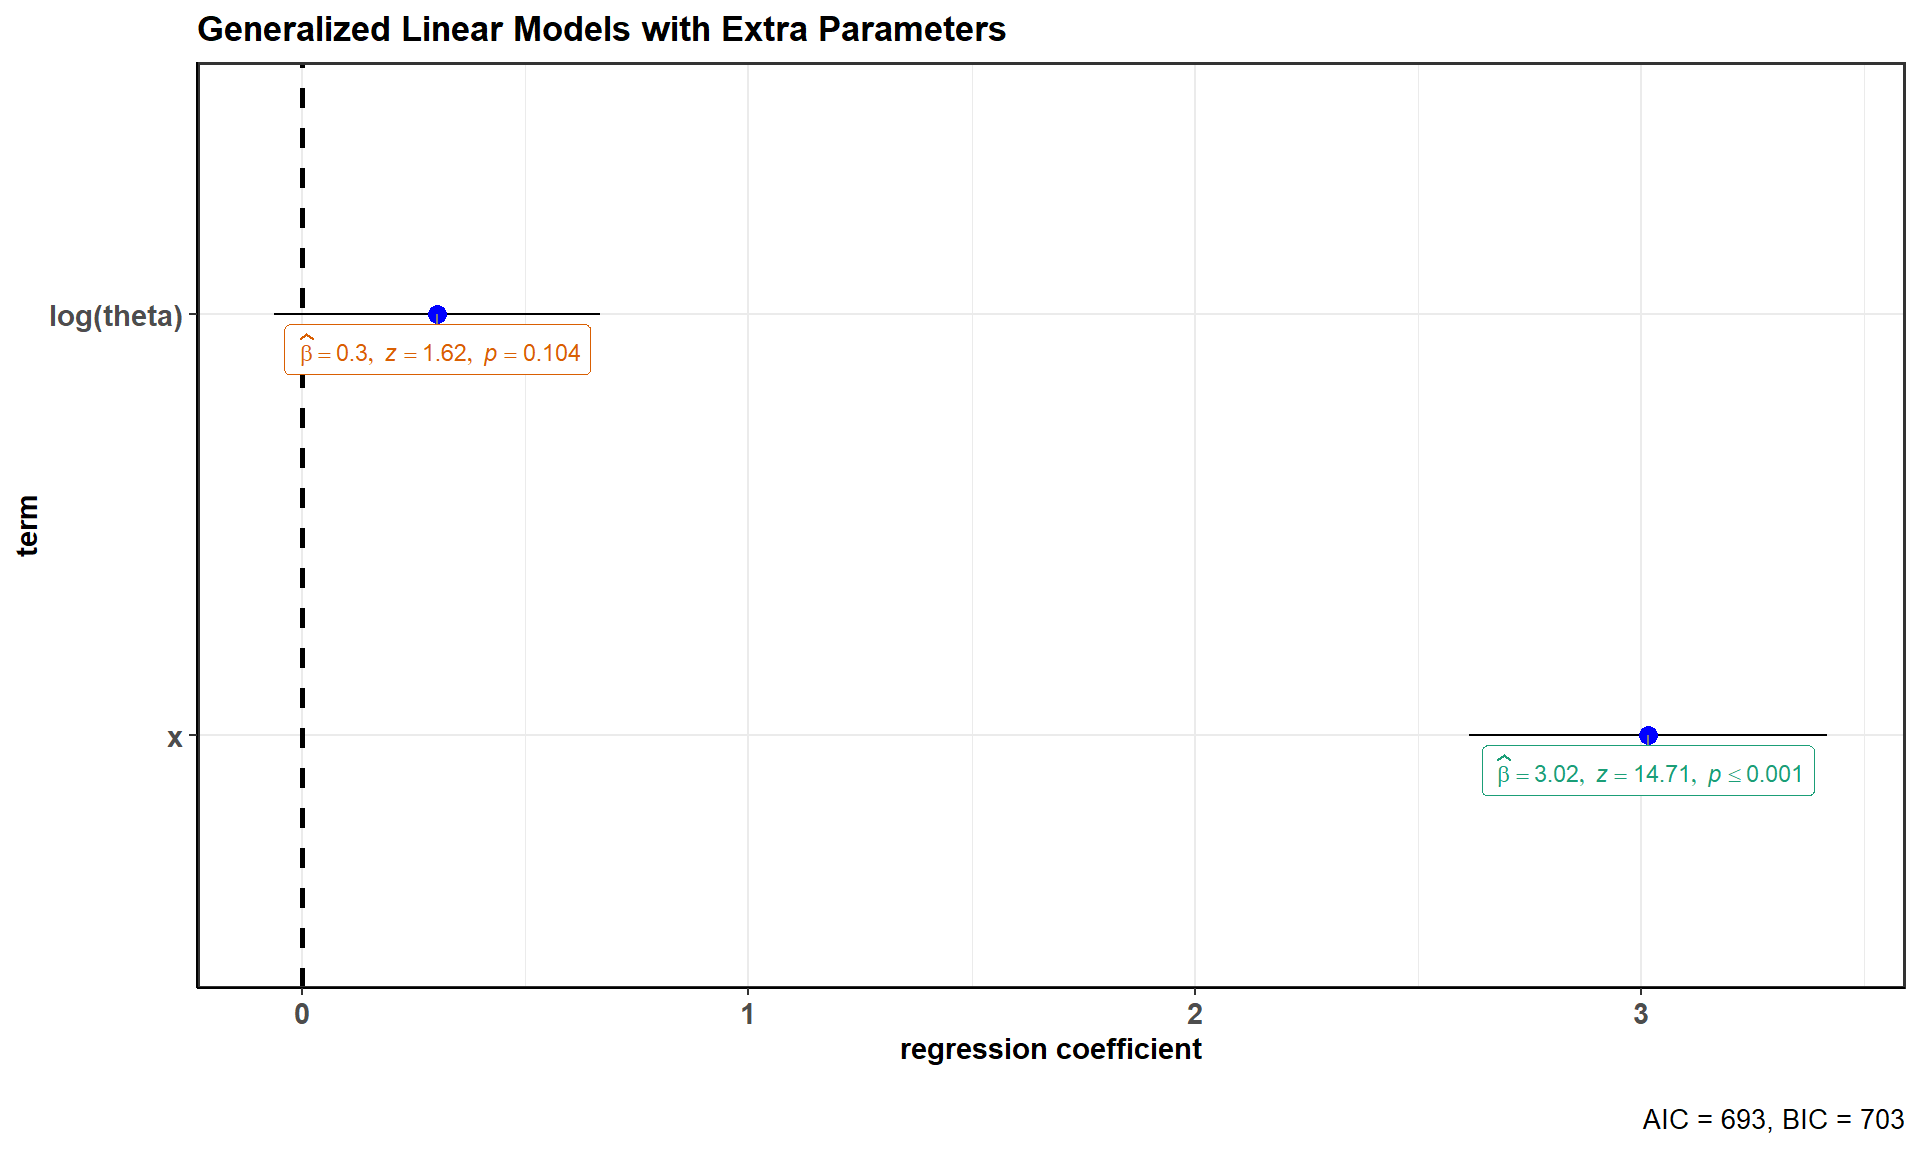 Generalized Linear Models with Extra Parameters
log(theta)
β̂ = 0.3, z = 1.62, p = 0.104
term
x
β̂ = 3.02, z = 14.71, p ≤ 0.001
0 1 2 3
regression coefficient
AIC = 693, BIC = 703